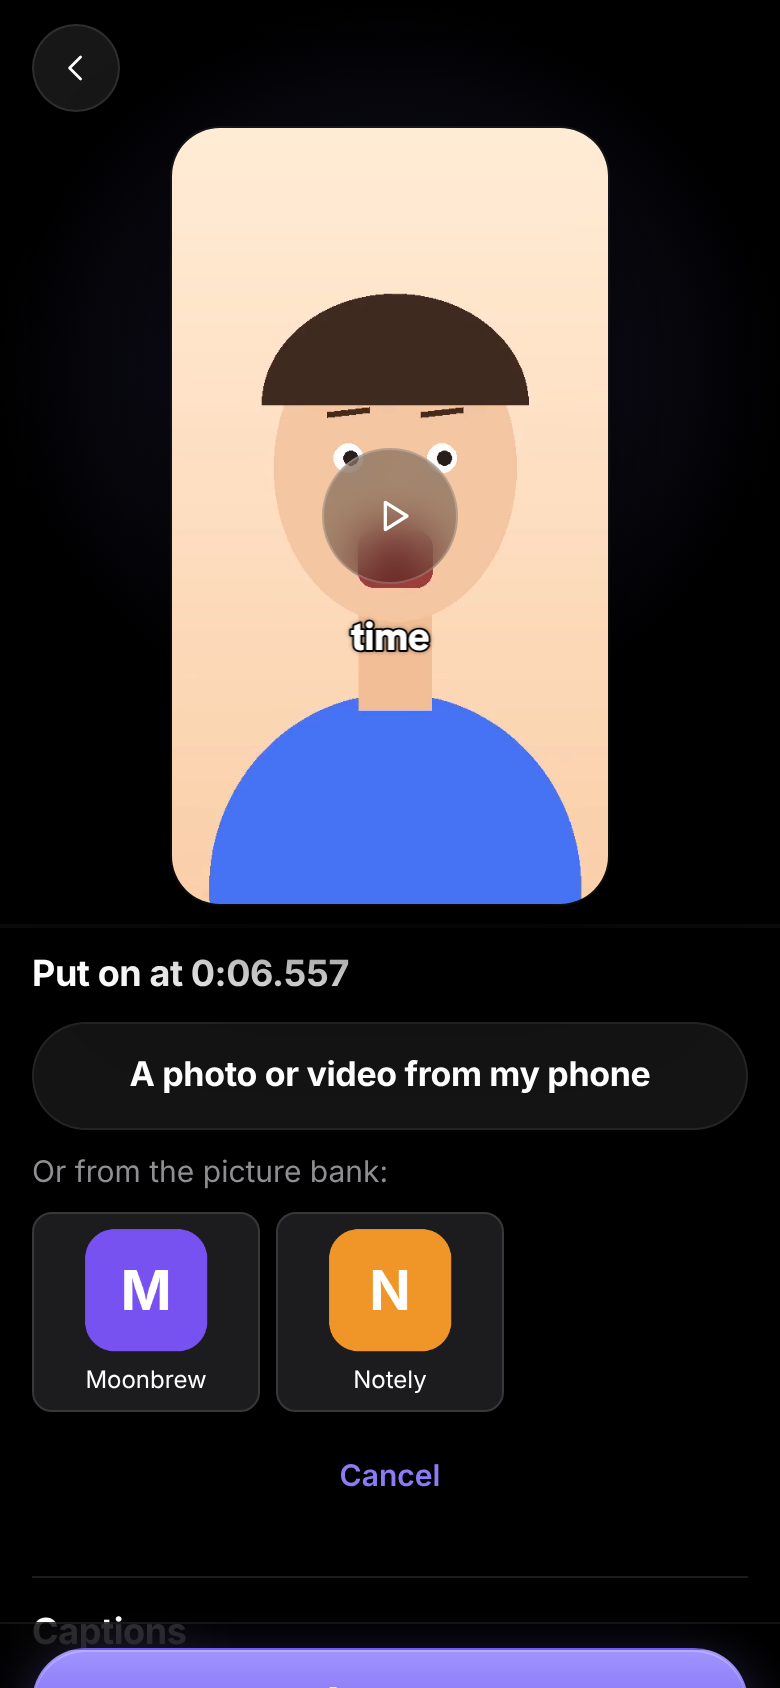 time
Put on at 0:06.557
A photo or video from my phone
Or from the picture bank:
M
N
Moonbrew
Notely
Cancel
Captions